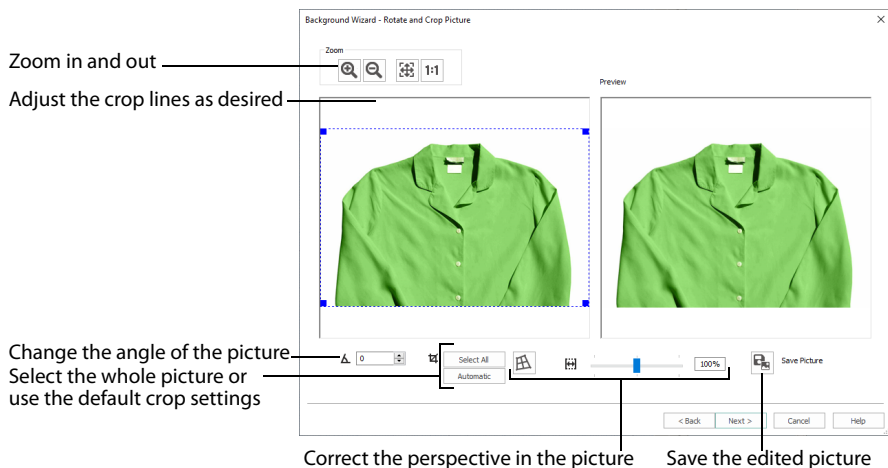 Background Wizard - Rotate and Crop Picture
Zoom
Zoom in and out
1:1
Preview
Adjust the crop lines as desired
Change the angle of the picture
0
Select All
100%
Save Picture
Select the whole picture or
use the default crop settings
Automatic
< Back
Next >
Cancel
Help
Correct the perspective in the picture
Save the edited picture